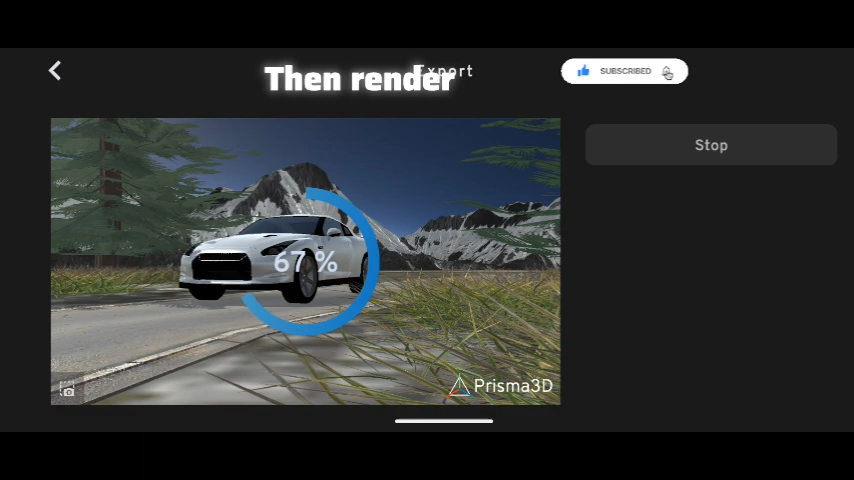 Export
Then render
SUBSCRIBED
Stop
67 %
Prisma3D